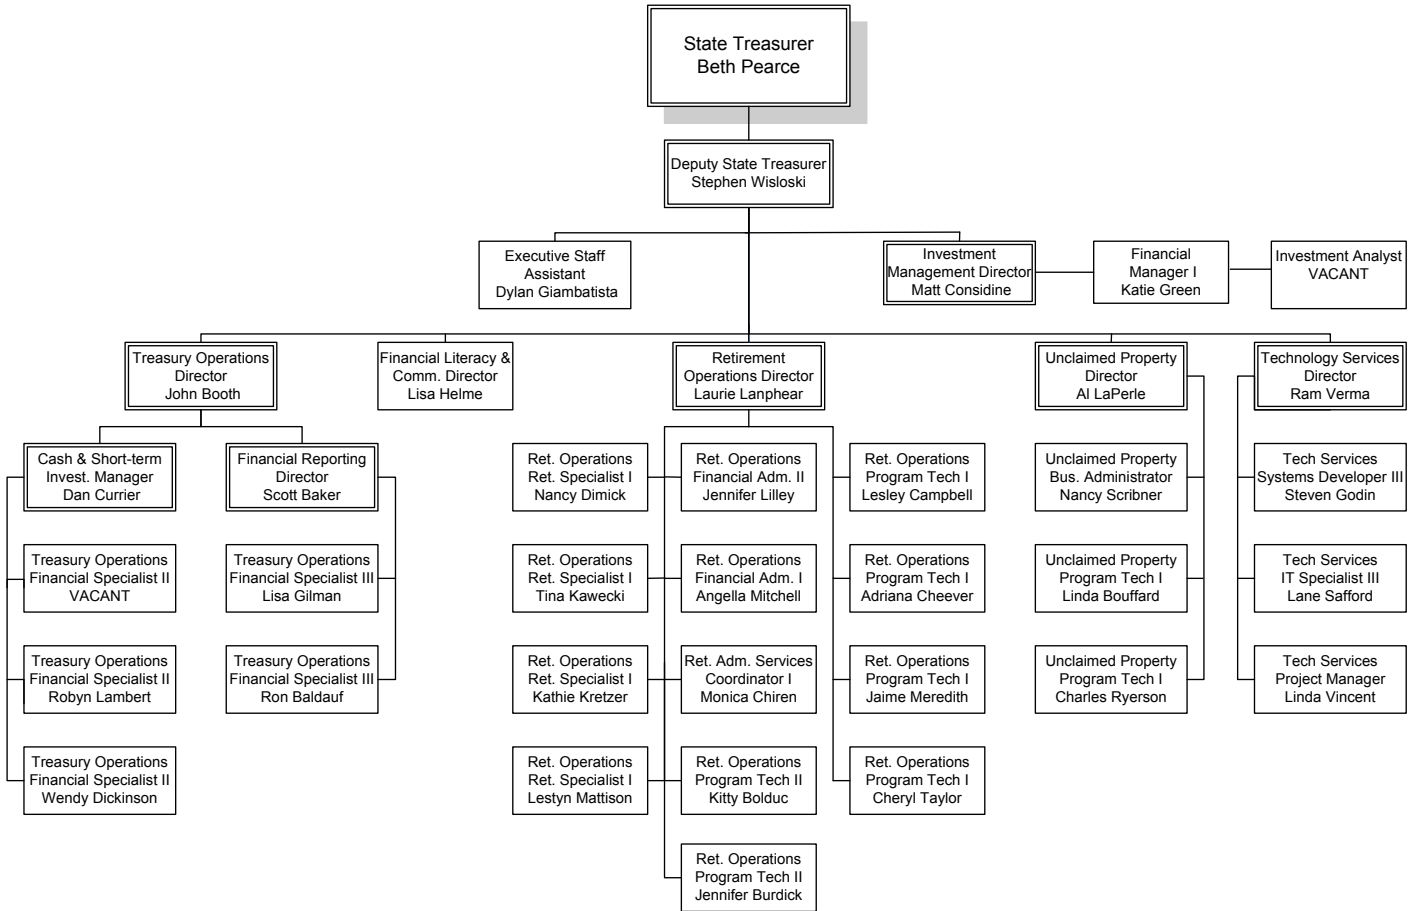 State Treasurer
Beth Pearce
Deputy State Treasurer
Stephen Wisloski
Executive Staff
Assistant
Dylan Giambatista
Investment
Management Director
Matt Considine
Financial
Manager I
Katie Green
Investment Analyst
VACANT
Treasury Operations
Director
John Booth
Financial Literacy &
Comm. Director
Lisa Helme
Retirement
Operations Director
Laurie Lanphear
Unclaimed Property
Director
Al LaPerle
Technology Services
Director
Ram Verma
Cash & Short-term
Invest. Manager
Dan Currier
Financial Reporting
Director
Scott Baker
Ret. Operations
Ret. Specialist I
Nancy Dimick
Ret. Operations
Financial Adm. II
Jennifer Lilley
Ret. Operations
Program Tech I
Lesley Campbell
Unclaimed Property
Bus. Administrator
Nancy Scribner
Tech Services
Systems Developer III
Steven Godin
Treasury Operations
Financial Specialist II
VACANT
Treasury Operations
Financial Specialist III
Lisa Gilman
Ret. Operations
Ret. Specialist I
Tina Kawecki
Ret. Operations
Financial Adm. I
Angella Mitchell
Ret. Operations
Program Tech I
Adriana Cheever
Unclaimed Property
Program Tech I
Linda Bouffard
Tech Services
IT Specialist III
Lane Safford
Treasury Operations
Financial Specialist II
Robyn Lambert
Treasury Operations
Financial Specialist III
Ron Baldauf
Ret. Operations
Ret. Specialist I
Kathie Kretzer
Ret. Adm. Services
Coordinator I
Monica Chiren
Ret. Operations
Program Tech I
Jaime Meredith
Unclaimed Property
Program Tech I
Charles Ryerson
Tech Services
Project Manager
Linda Vincent
Treasury Operations
Financial Specialist II
Wendy Dickinson
Ret. Operations
Ret. Specialist I
Lestyn Mattison
Ret. Operations
Program Tech II
Kitty Bolduc
Ret. Operations
Program Tech I
Cheryl Taylor
Ret. Operations
Program Tech II
Jennifer Burdick